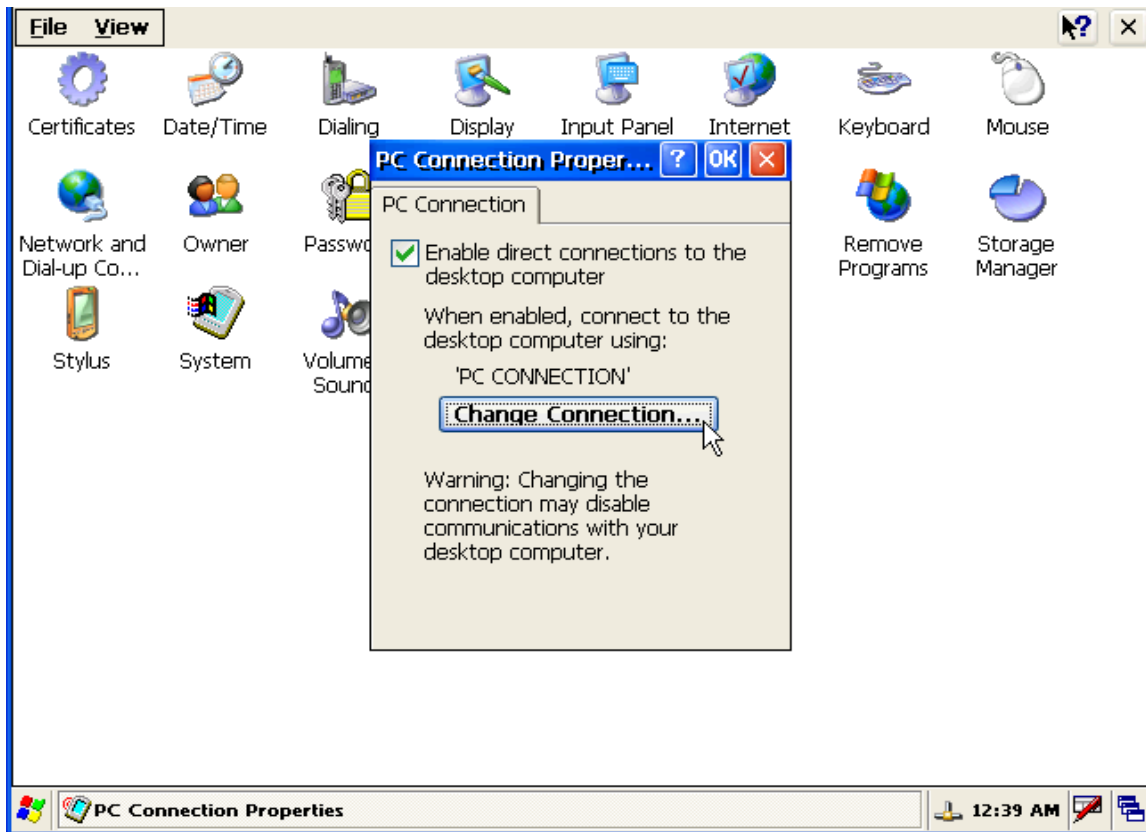 File View ?
Certificates Date/Time Dialing Display Input Panel Internet Keyboard Mouse
PC Connection Proper... ? OK
PC Connection
Network and
Dial-up Co...
Owner
Passwo
Remove
Programs
Storage
Manager
Enable direct connections to the
desktop computer
When enabled, connect to the
desktop computer using:
'PC CONNECTION'
Change Connection...
Stylus System
Volume
Sound
Warning: Changing the
connection may disable
communications with your
desktop computer.
PC Connection Properties 12:39 AM